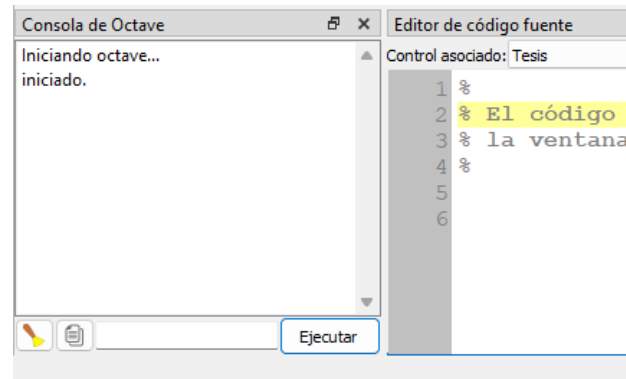 Consola de Octave
Iniciando octave...
iniciado.
Ejecutar
Editor de código fuente
Control asociado: Tesis
1 %
2 % El código
3 % la ventana
4 %
5
6